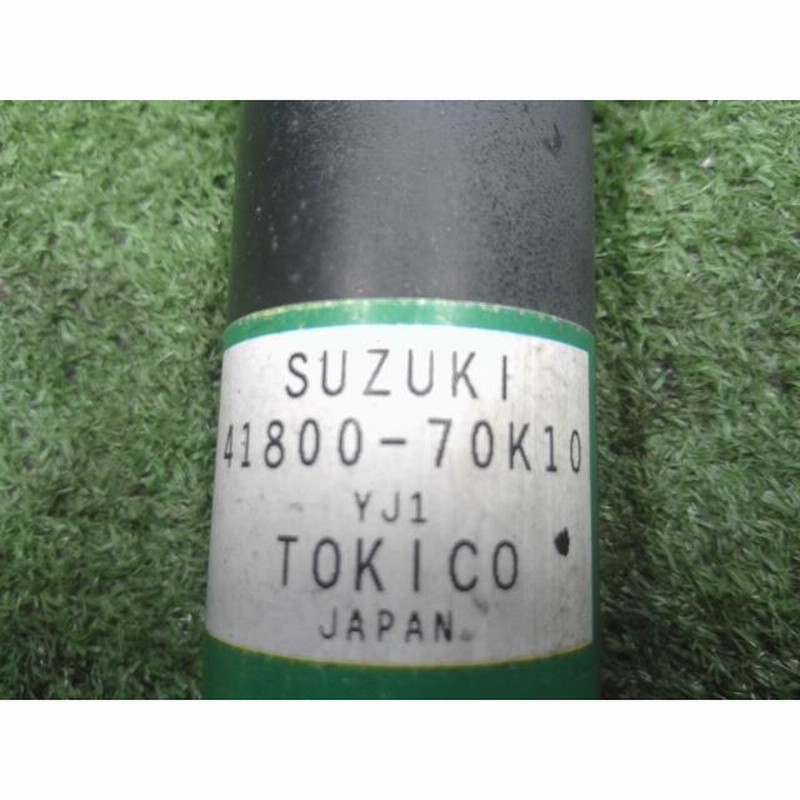 SUZUKI
41800-70K10
YJ1
TOKICO
JAPAN